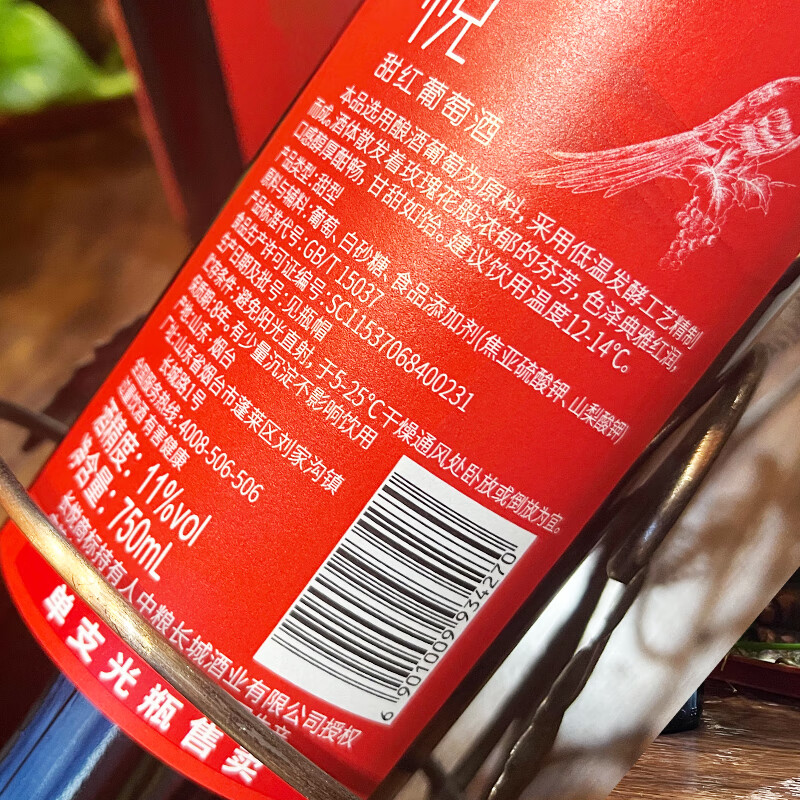 悦
甜红葡萄酒
本品选用酿酒葡萄为原料，采用低温发酵工艺精制
而成。酒体散发着玫瑰花般浓郁的芬芳，色泽典雅红润，
口感醇厚酣畅，甘甜如饴。建议饮用温度12-14℃。
产品类型:甜型
原料与辅料:葡萄、白砂糖、食品添加剂(焦亚硫酸钾、山梨酸钾)
产品标准代号:GB/T 15037
食品生产许可证编号:SC11537068400231
生产日期及批号:见瓶帽
贮存条件:避免阳光直射，于5-25℃干燥通风处卧放或倒放为宜。
保质期:8年 有少量沉淀不影响饮用
产地:山东·烟台
厂址:山东省烟台市蓬莱区刘家沟镇
长城路1号
全国服务热线:4008-506-506
过量饮酒有害健康
酒精度: 11%vol
净含量: 750mL
长悦商标持有人中粮长城酒业有限公司授权
生产
单支光瓶售卖
6 901009 934270